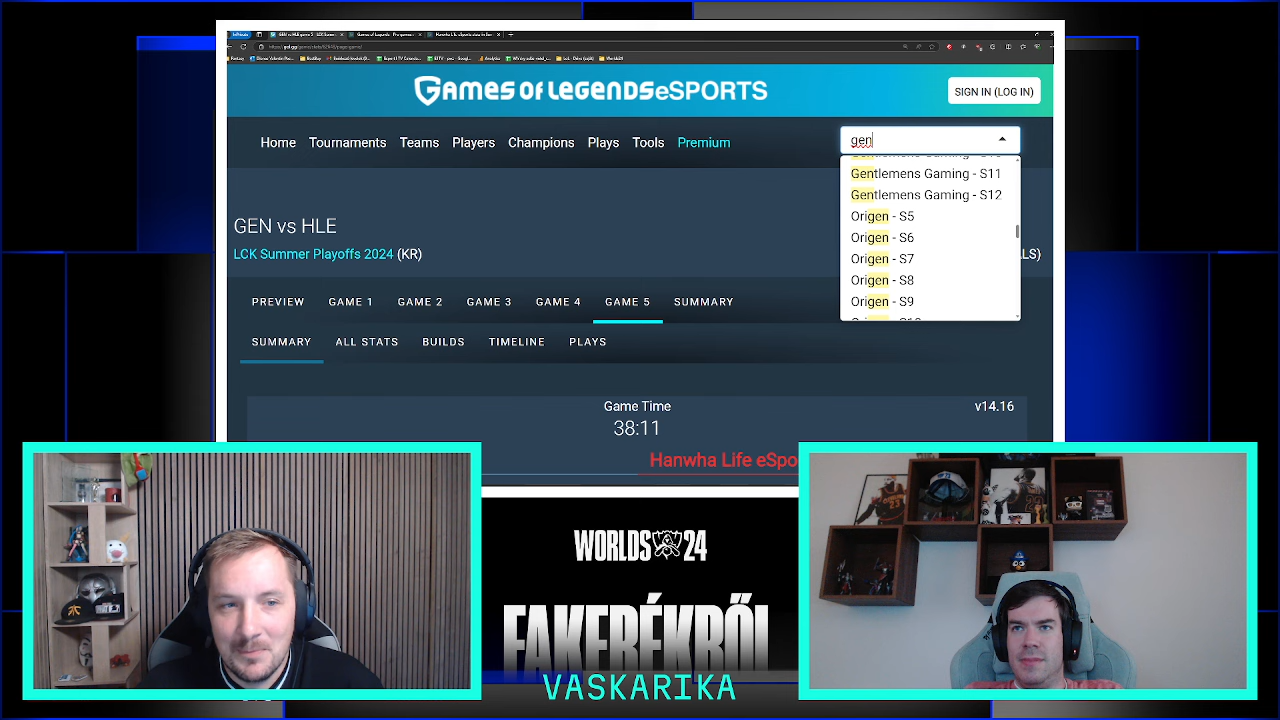 GAMES OF LEGENDS eSPORTS
SIGN IN (LOG IN)
Home Tournaments Teams Players Champions Plays Tools Premium
gen
Gentlemens Gaming - S11
Gentlemens Gaming - S12
Origen - S5
Origen - S6
Origen - S7
Origen - S8
Origen - S9
GEN vs HLE
LCK Summer Playoffs 2024 (KR)
LS)
PREVIEW GAME 1 GAME 2 GAME 3 GAME 4 GAME 5 SUMMARY
SUMMARY ALL STATS BUILDS TIMELINE PLAYS
Game Time
v14.16
38:11
Hanwha Life eSpo
WORLDS 24
FAKERÉKRŐL
VASKARIKA